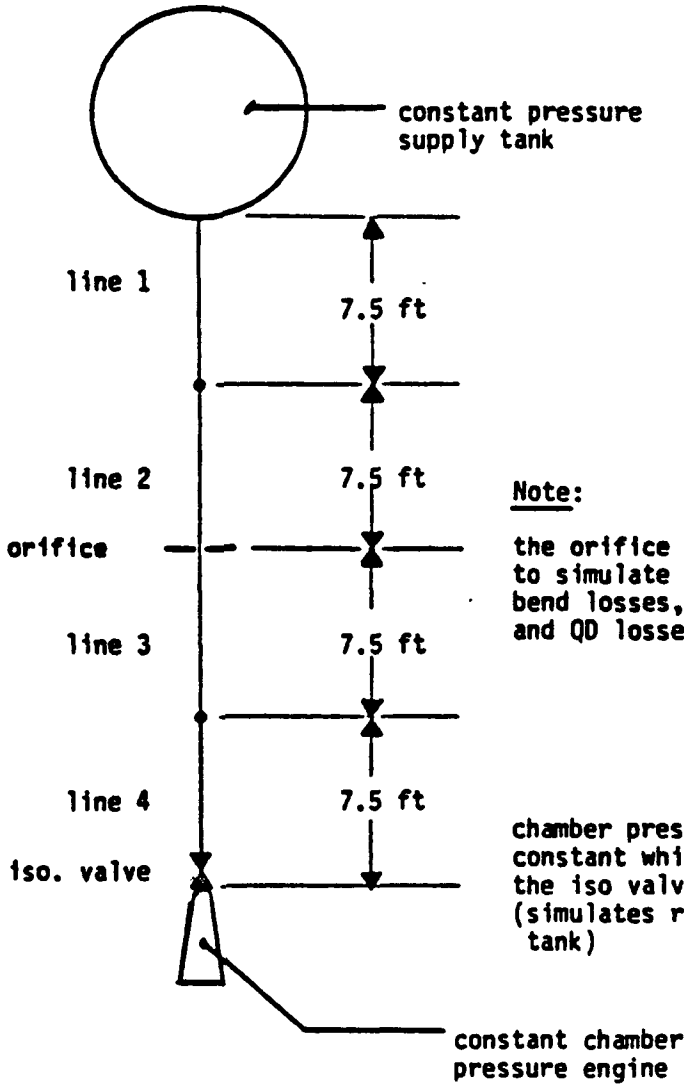 constant pressure
supply tank
line 1
7.5 ft
line 2
7.5 ft
Note:
orifice
the orifice
to simulate
bend losses,
and QD losse
line 3
7.5 ft
line 4
7.5 ft
chamber pres
iso. valve
constant whi
the iso valv
(simulates r
tank)
constant chamber
pressure engine